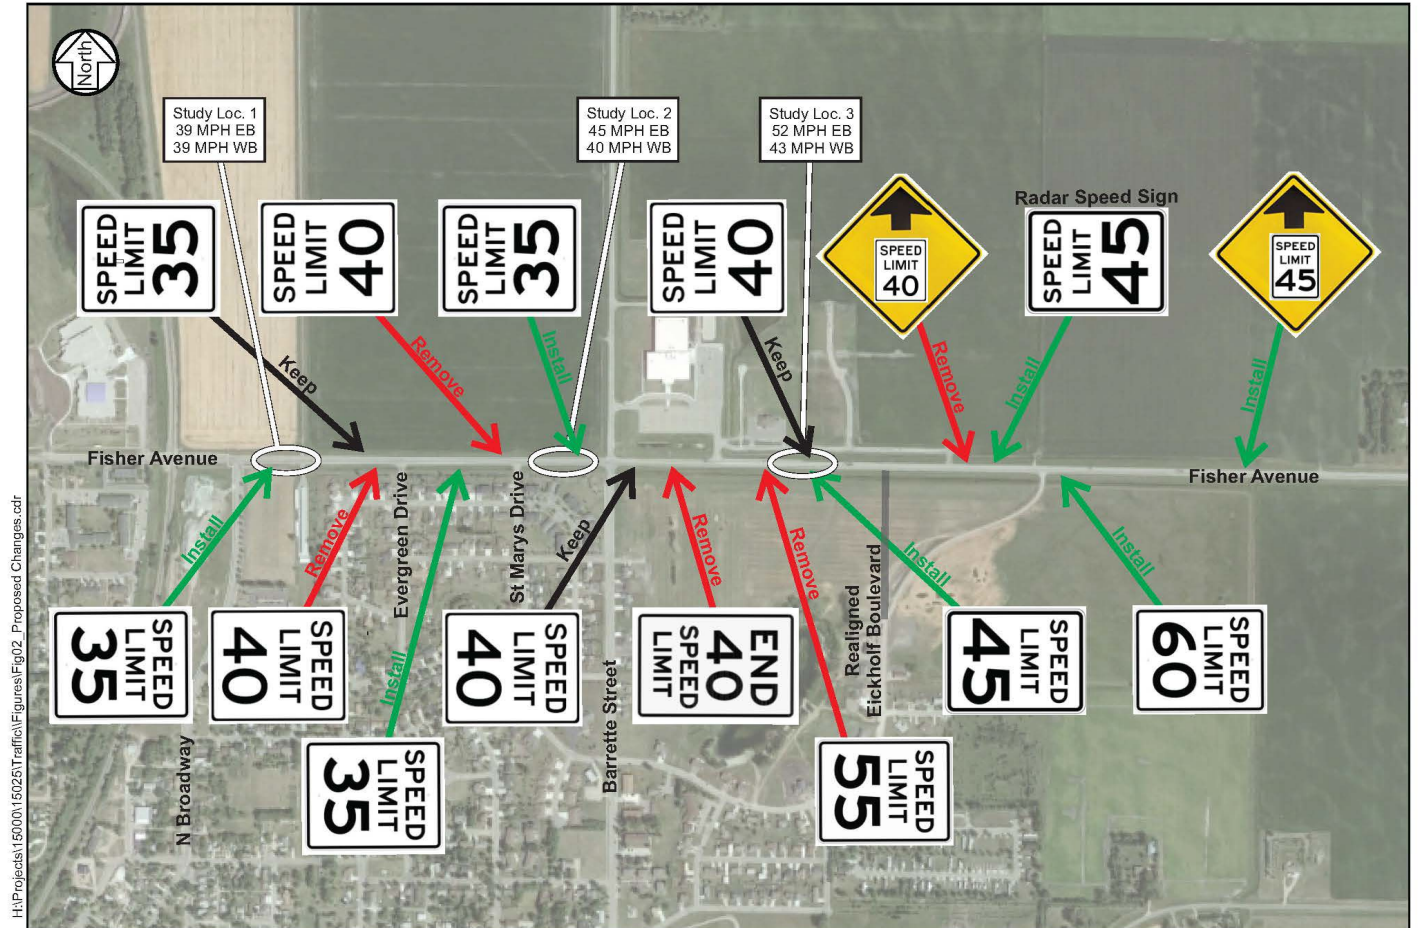 North
Study Loc. 1
39 MPH EB
39 MPH WB
Study Loc. 2
45 MPH EB
40 MPH WB
Study Loc. 3
52 MPH EB
43 MPH WB
SPEED
LIMIT
35
SPEED
LIMIT
40
SPEED
LIMIT
35
SPEED
LIMIT
40
SPEED
LIMIT
40
Radar Speed Sign
SPEED
LIMIT
45
SPEED
LIMIT
45
Keep
Remove
Install
Keep
Remove
Install
Install
Fisher Avenue
Fisher Avenue
Install
Remove
Evergreen Drive
Install
St Marys Drive
Keep
Remove
Remove
Install
Install
Realigned
Eickholf Boulevard
SPEED
LIMIT
35
SPEED
LIMIT
40
SPEED
LIMIT
40
END
40
SPEED
LIMIT
SPEED
LIMIT
45
SPEED
LIMIT
60
N Broadway
SPEED
LIMIT
35
Barrette Street
SPEED
LIMIT
55
H:\Projects\15000\15025\Traffic\Figures\Fig02_Proposed Changes.cdr